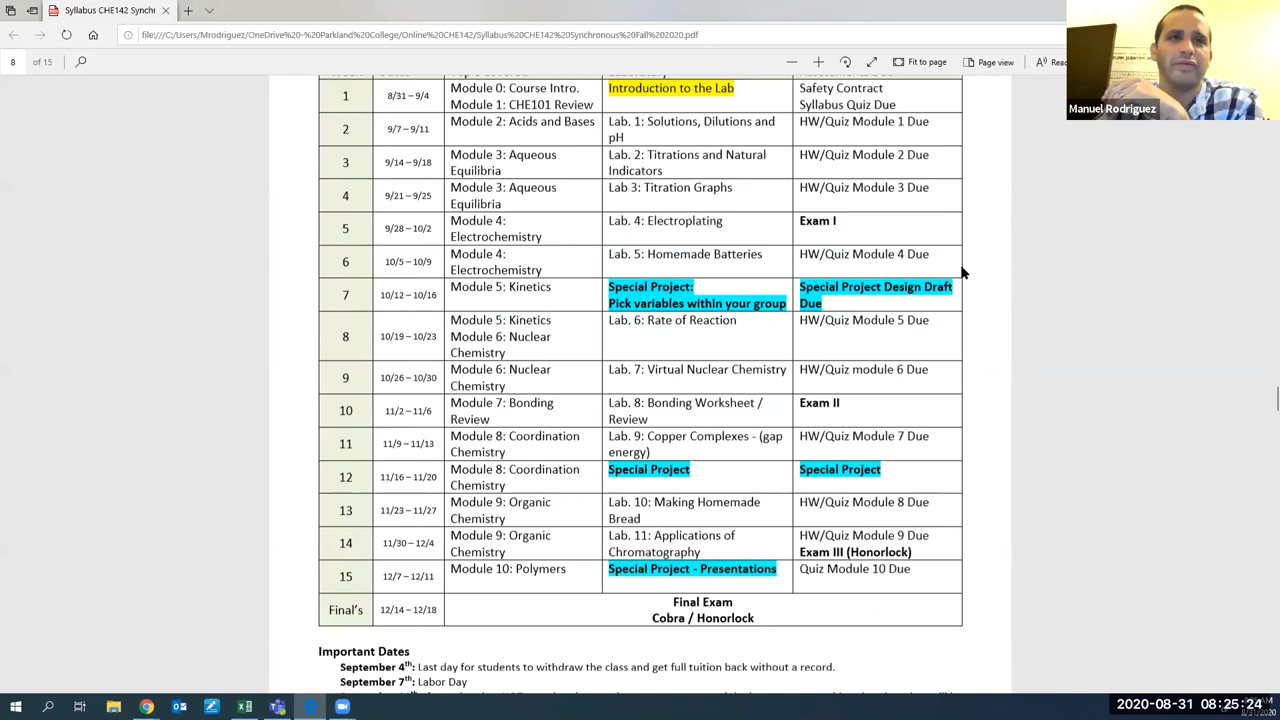 Syllabus CHE142 Synchr
file:///C:/Users/Mrodriguez/OneDrive%20-%20Parkland%20College/Online%20CHE142/Syllabus%20CHE142%20Synchronous%20Fall%202020.pdf
8 of 15
Fit to page
Page view
Manuel Rodriguez
1 8/31 – 9/4 Module 0: Course Intro. Introduction to the Lab Safety Contract
Module 1: CHE101 Review Syllabus Quiz Due
2 9/7 – 9/11 Module 2: Acids and Bases Lab. 1: Solutions, Dilutions and HW/Quiz Module 1 Due
pH
3 9/14 – 9/18 Module 3: Aqueous Lab. 2: Titrations and Natural HW/Quiz Module 2 Due
Equilibria Indicators
4 9/21 – 9/25 Module 3: Aqueous Lab 3: Titration Graphs HW/Quiz Module 3 Due
Equilibria
5 9/28 – 10/2 Module 4: Lab. 4: Electroplating Exam I
Electrochemistry
6 10/5 – 10/9 Module 4: Lab. 5: Homemade Batteries HW/Quiz Module 4 Due
Electrochemistry
7 10/12 – 10/16 Module 5: Kinetics Special Project: Special Project Design Draft
Pick variables within your group Due
8 10/19 – 10/23 Module 5: Kinetics Lab. 6: Rate of Reaction HW/Quiz Module 5 Due
Module 6: Nuclear
Chemistry
9 10/26 – 10/30 Module 6: Nuclear Lab. 7: Virtual Nuclear Chemistry HW/Quiz module 6 Due
Chemistry
10 11/2 – 11/6 Module 7: Bonding Lab. 8: Bonding Worksheet / Exam II
Review Review
11 11/9 – 11/13 Module 8: Coordination Lab. 9: Copper Complexes - (gap HW/Quiz Module 7 Due
Chemistry energy)
12 11/16 – 11/20 Module 8: Coordination Special Project Special Project
Chemistry
13 11/23 – 11/27 Module 9: Organic Lab. 10: Making Homemade HW/Quiz Module 8 Due
Chemistry Bread
14 11/30 – 12/4 Module 9: Organic Lab. 11: Applications of HW/Quiz Module 9 Due
Chemistry Chromatography Exam III (Honorlock)
15 12/7 – 12/11 Module 10: Polymers Special Project - Presentations Quiz Module 10 Due
Final's 12/14 – 12/18 Final Exam
Cobra / Honorlock
Important Dates
September 4th: Last day for students to withdraw the class and get full tuition back without a record.
September 7th: Labor Day
2020-08-31 08:25:24